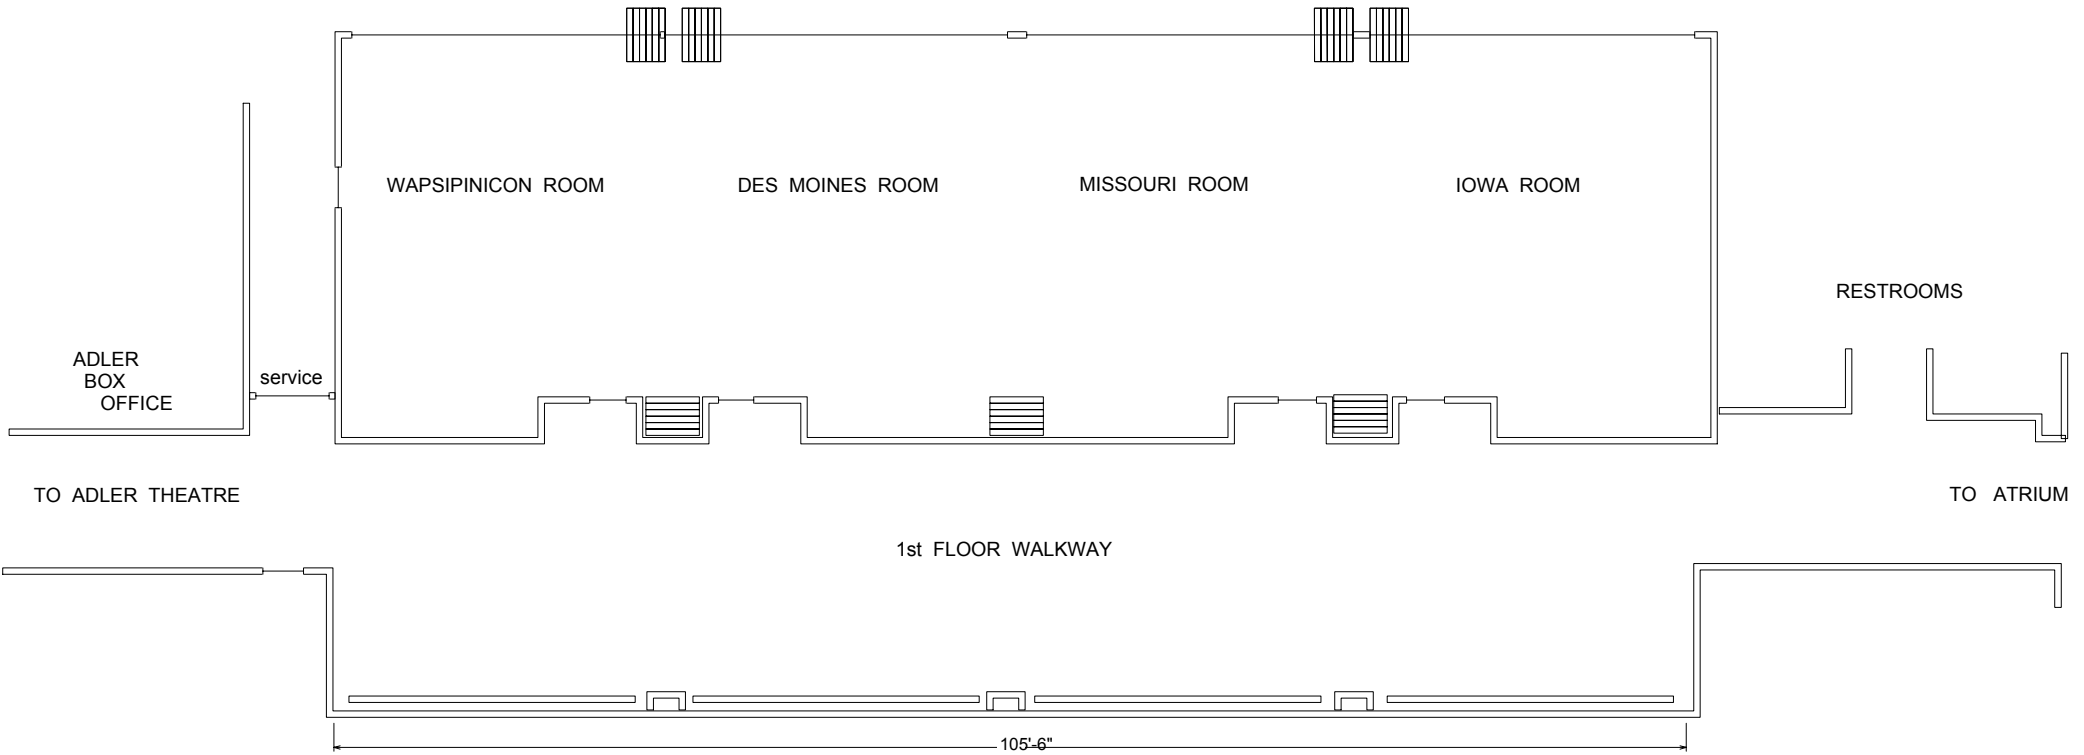 WAPSIPINICON ROOM
DES MOINES ROOM
MISSOURI ROOM
IOWA ROOM
RESTROOMS
ADLER
BOX
OFFICE
service
TO ADLER THEATRE
TO ATRIUM
1st FLOOR WALKWAY
105'-6"